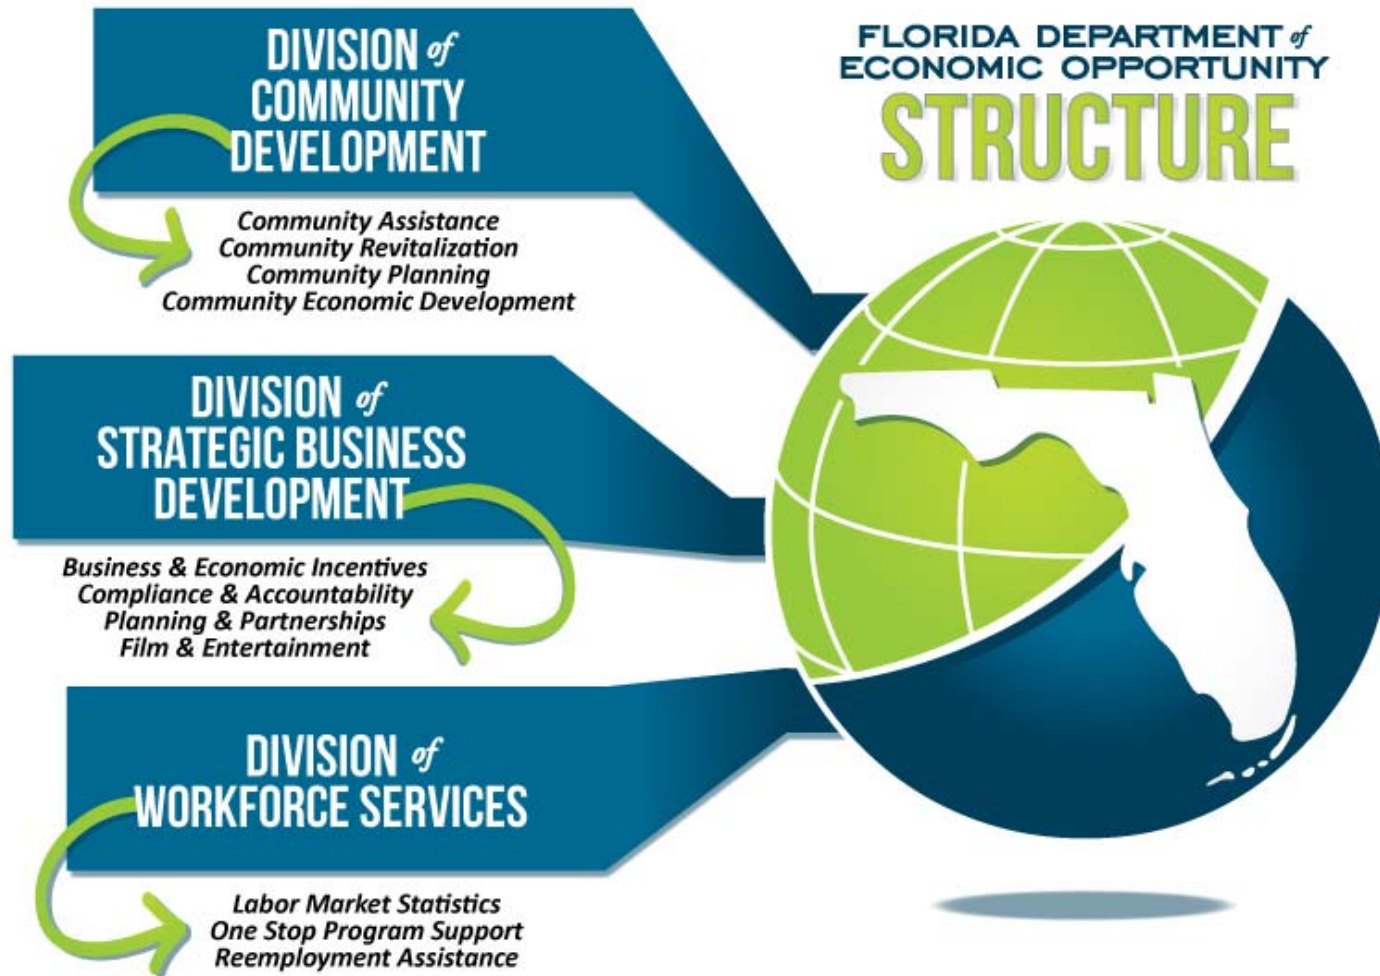 FLORIDA DEPARTMENT of
ECONOMIC OPPORTUNITY
STRUCTURE
DIVISION of
COMMUNITY
DEVELOPMENT
Community Assistance
Community Revitalization
Community Planning
Community Economic Development
DIVISION of
STRATEGIC BUSINESS
DEVELOPMENT
Business & Economic Incentives
Compliance & Accountability
Planning & Partnerships
Film & Entertainment
DIVISION of
WORKFORCE SERVICES
Labor Market Statistics
One Stop Program Support
Reemployment Assistance